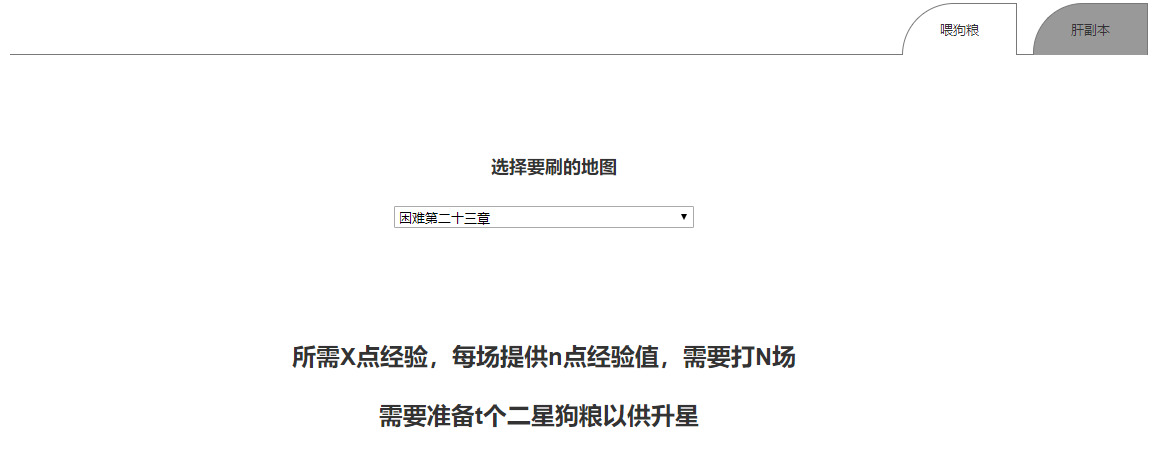 喂狗粮
肝副本
选择要刷的地图
困难第二十三章
所需X点经验，每场提供n点经验值，需要打N场
需要准备t个二星狗粮以供升星